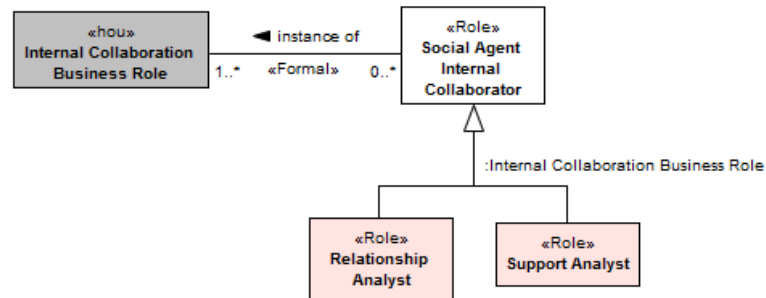 «hou»
Internal Collaboration
Business Role
◄ instance of
«Formal»
1..*
0..*
«Role»
Social Agent
Internal
Collaborator
:Internal Collaboration Business Role
«Role»
Relationship
Analyst
«Role»
Support Analyst